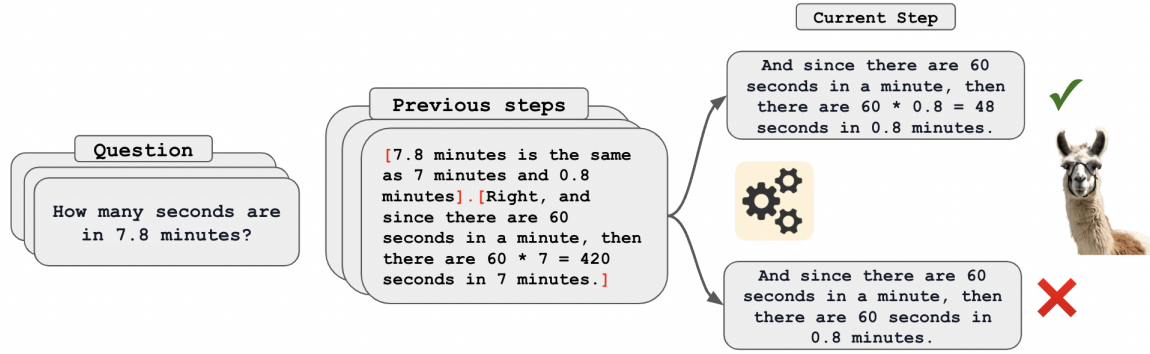 Question
How many seconds are
in 7.8 minutes?
Previous steps
[7.8 minutes is the same
as 7 minutes and 0.8
minutes].[Right, and
since there are 60
seconds in a minute, then
there are 60 * 7 = 420
seconds in 7 minutes.]
Current Step
And since there are 60
seconds in a minute, then
there are 60 * 0.8 = 48
seconds in 0.8 minutes.
And since there are 60
seconds in a minute, then
there are 60 seconds in
0.8 minutes.